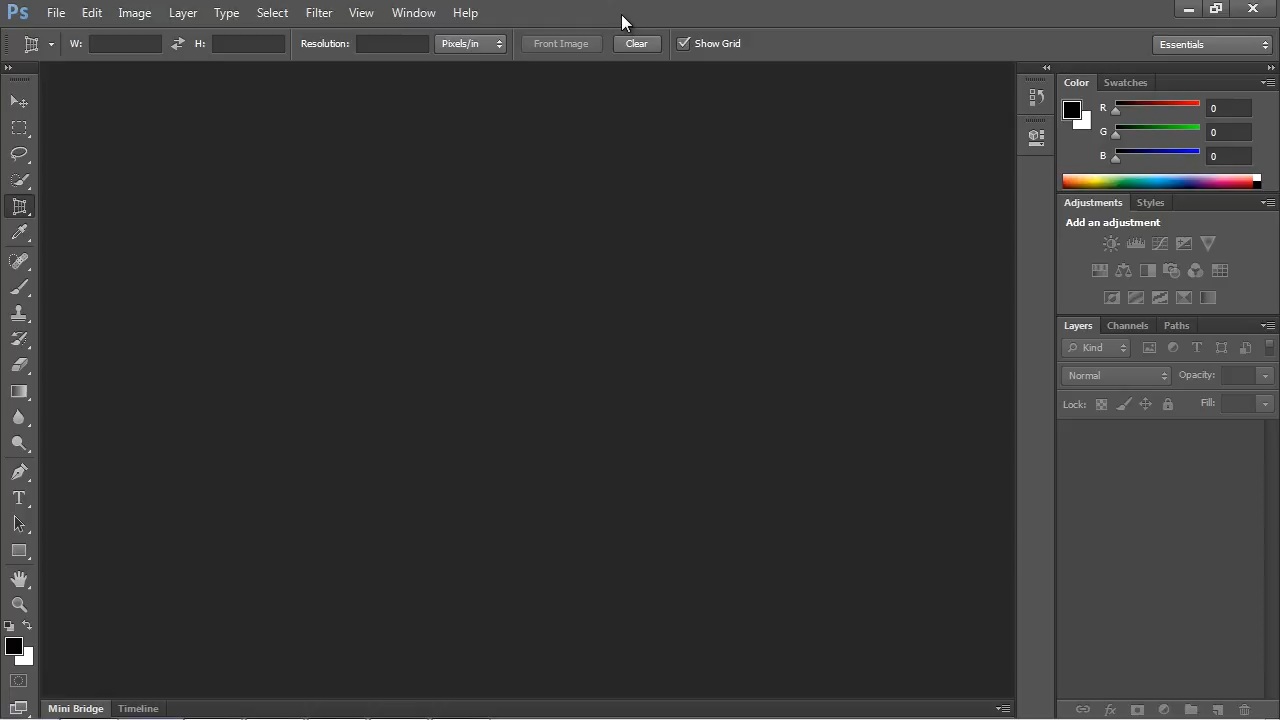 Ps File Edit Image Layer Type Select Filter View Window Help
W: H: Resolution: Pixels/in Front Image Clear Show Grid Essentials
Color Swatches
R 0
G 0
B 0
Adjustments Styles
Add an adjustment
Layers Channels Paths
Kind T
Normal Opacity:
Lock: Fill:
T
fx
Mini Bridge Timeline